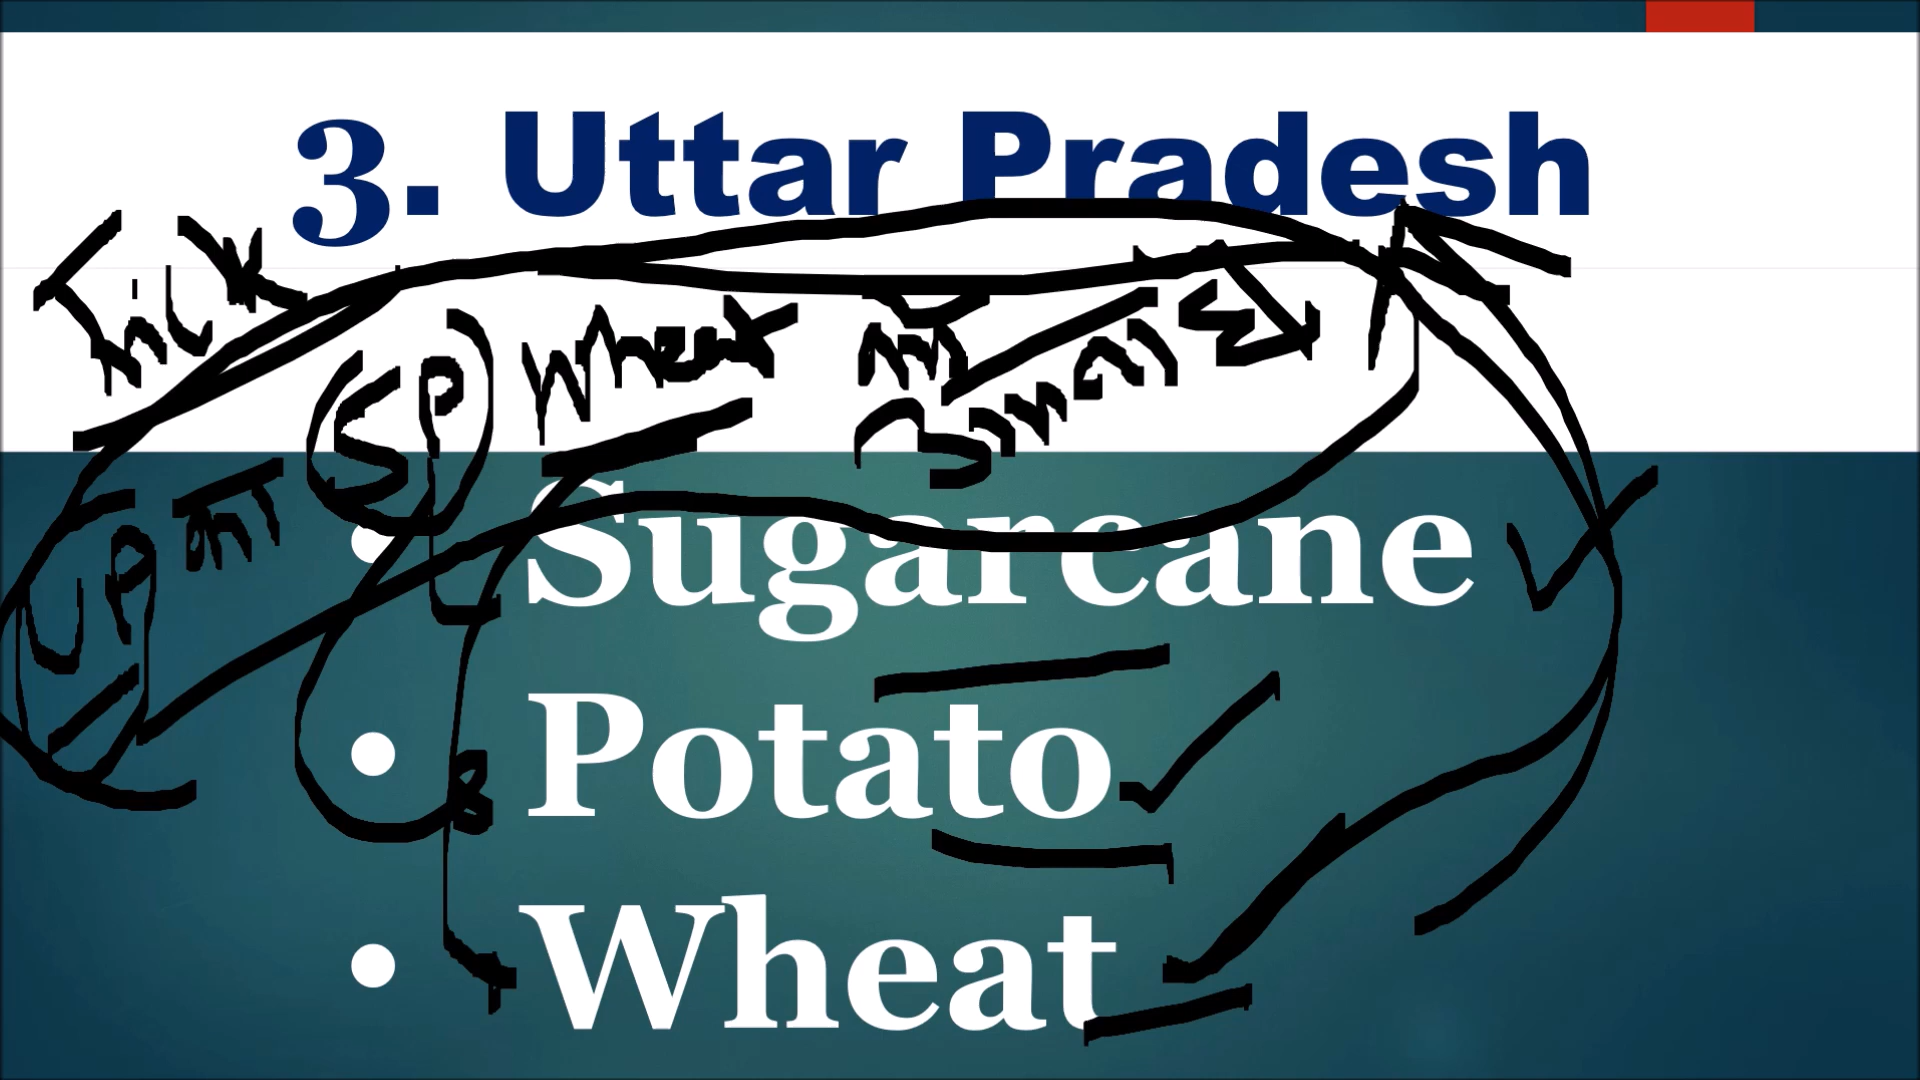 3. Uttar Pradesh
Trick
SP Wheat
UP
• Sugarcane
• Potato
• Wheat